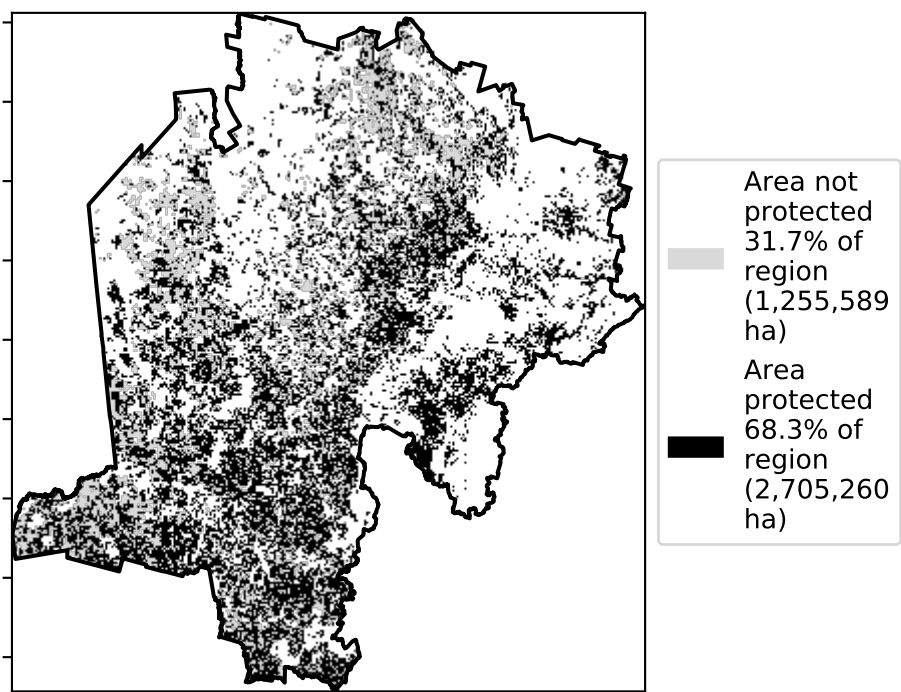 Area not
protected
31.7% of
region
(1,255,589
ha)
Area
protected
68.3% of
region
(2,705,260
ha)